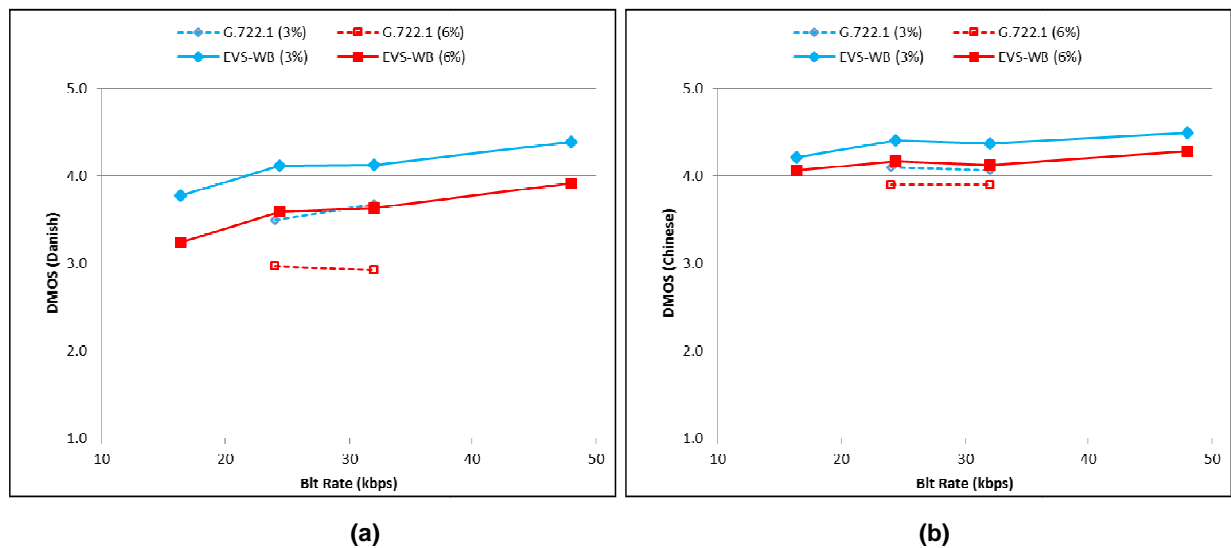 G.722.1 (3%) G.722.1 (6%)
EVS-WB (3%) EVS-WB (6%)
5.0
4.0
3.0
2.0
1.0
DMOS (Danish)
10 20 30 40 50
Bit Rate (kbps)
(a)
G.722.1 (3%) G.722.1 (6%)
EVS-WB (3%) EVS-WB (6%)
5.0
4.0
3.0
2.0
1.0
DMOS (Chinese)
10 20 30 40 50
Bit Rate (kbps)
(b)